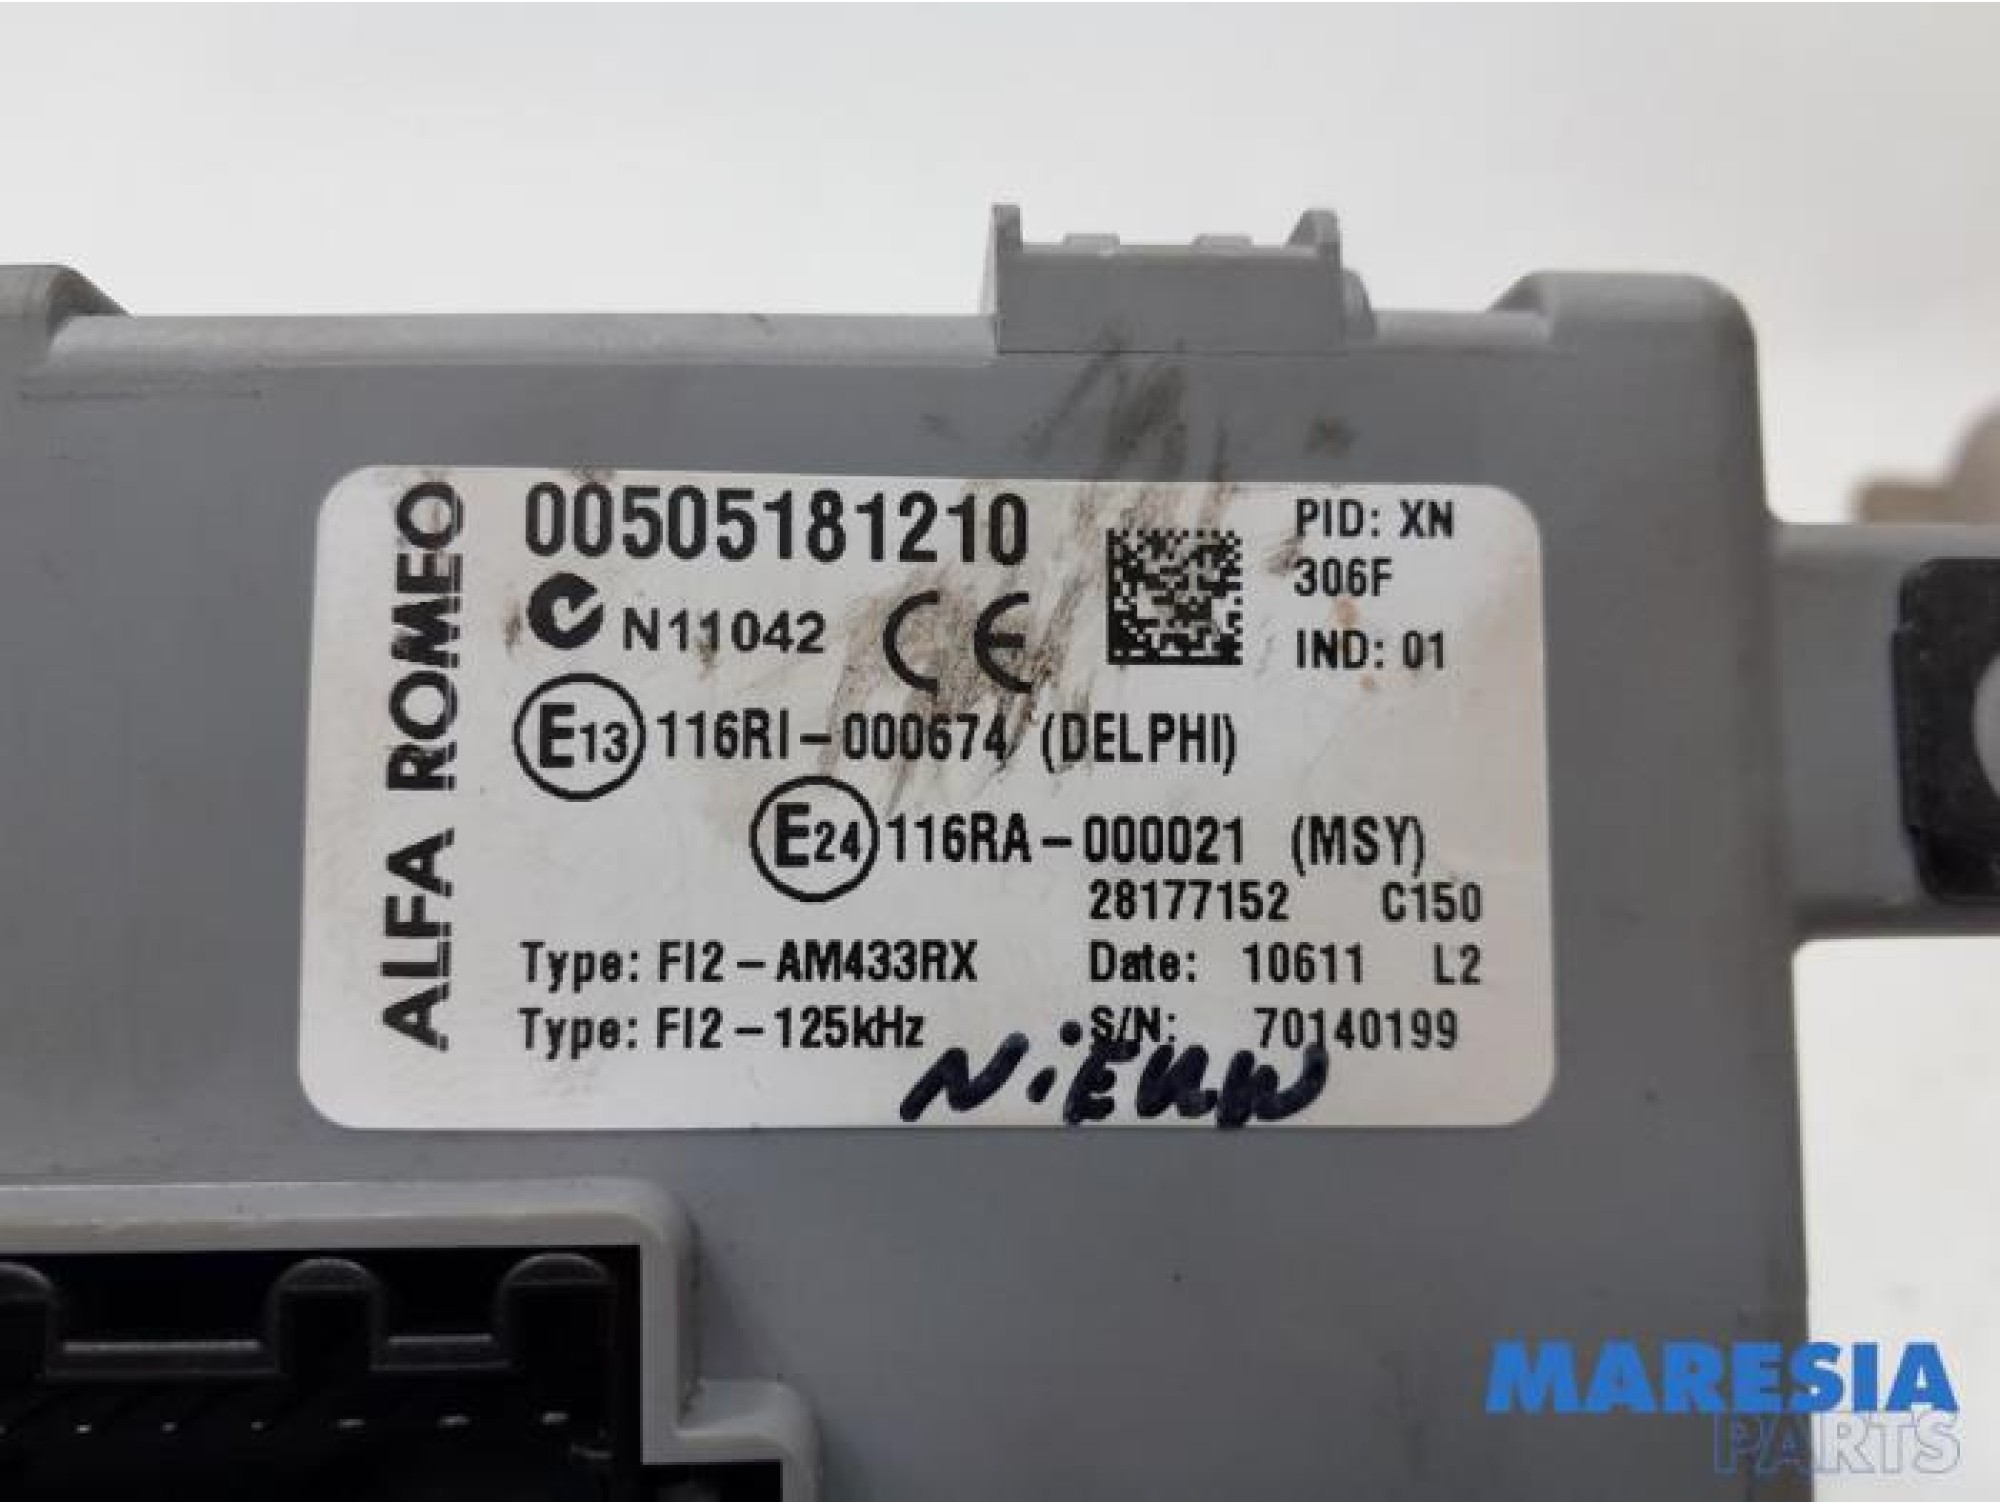 ALFA ROMEO
00505181210
PID: XN
306F
N11042 CE
IND: 01
E13 116RI-000674 (DELPHI)
E24 116RA-000021 (MSY)
28177152 C150
Type: FI2-AM433RX Date: 10611 L2
Type: FI2-125kHz S/N: 70140199
NiEUW
MARESIA
PARTS